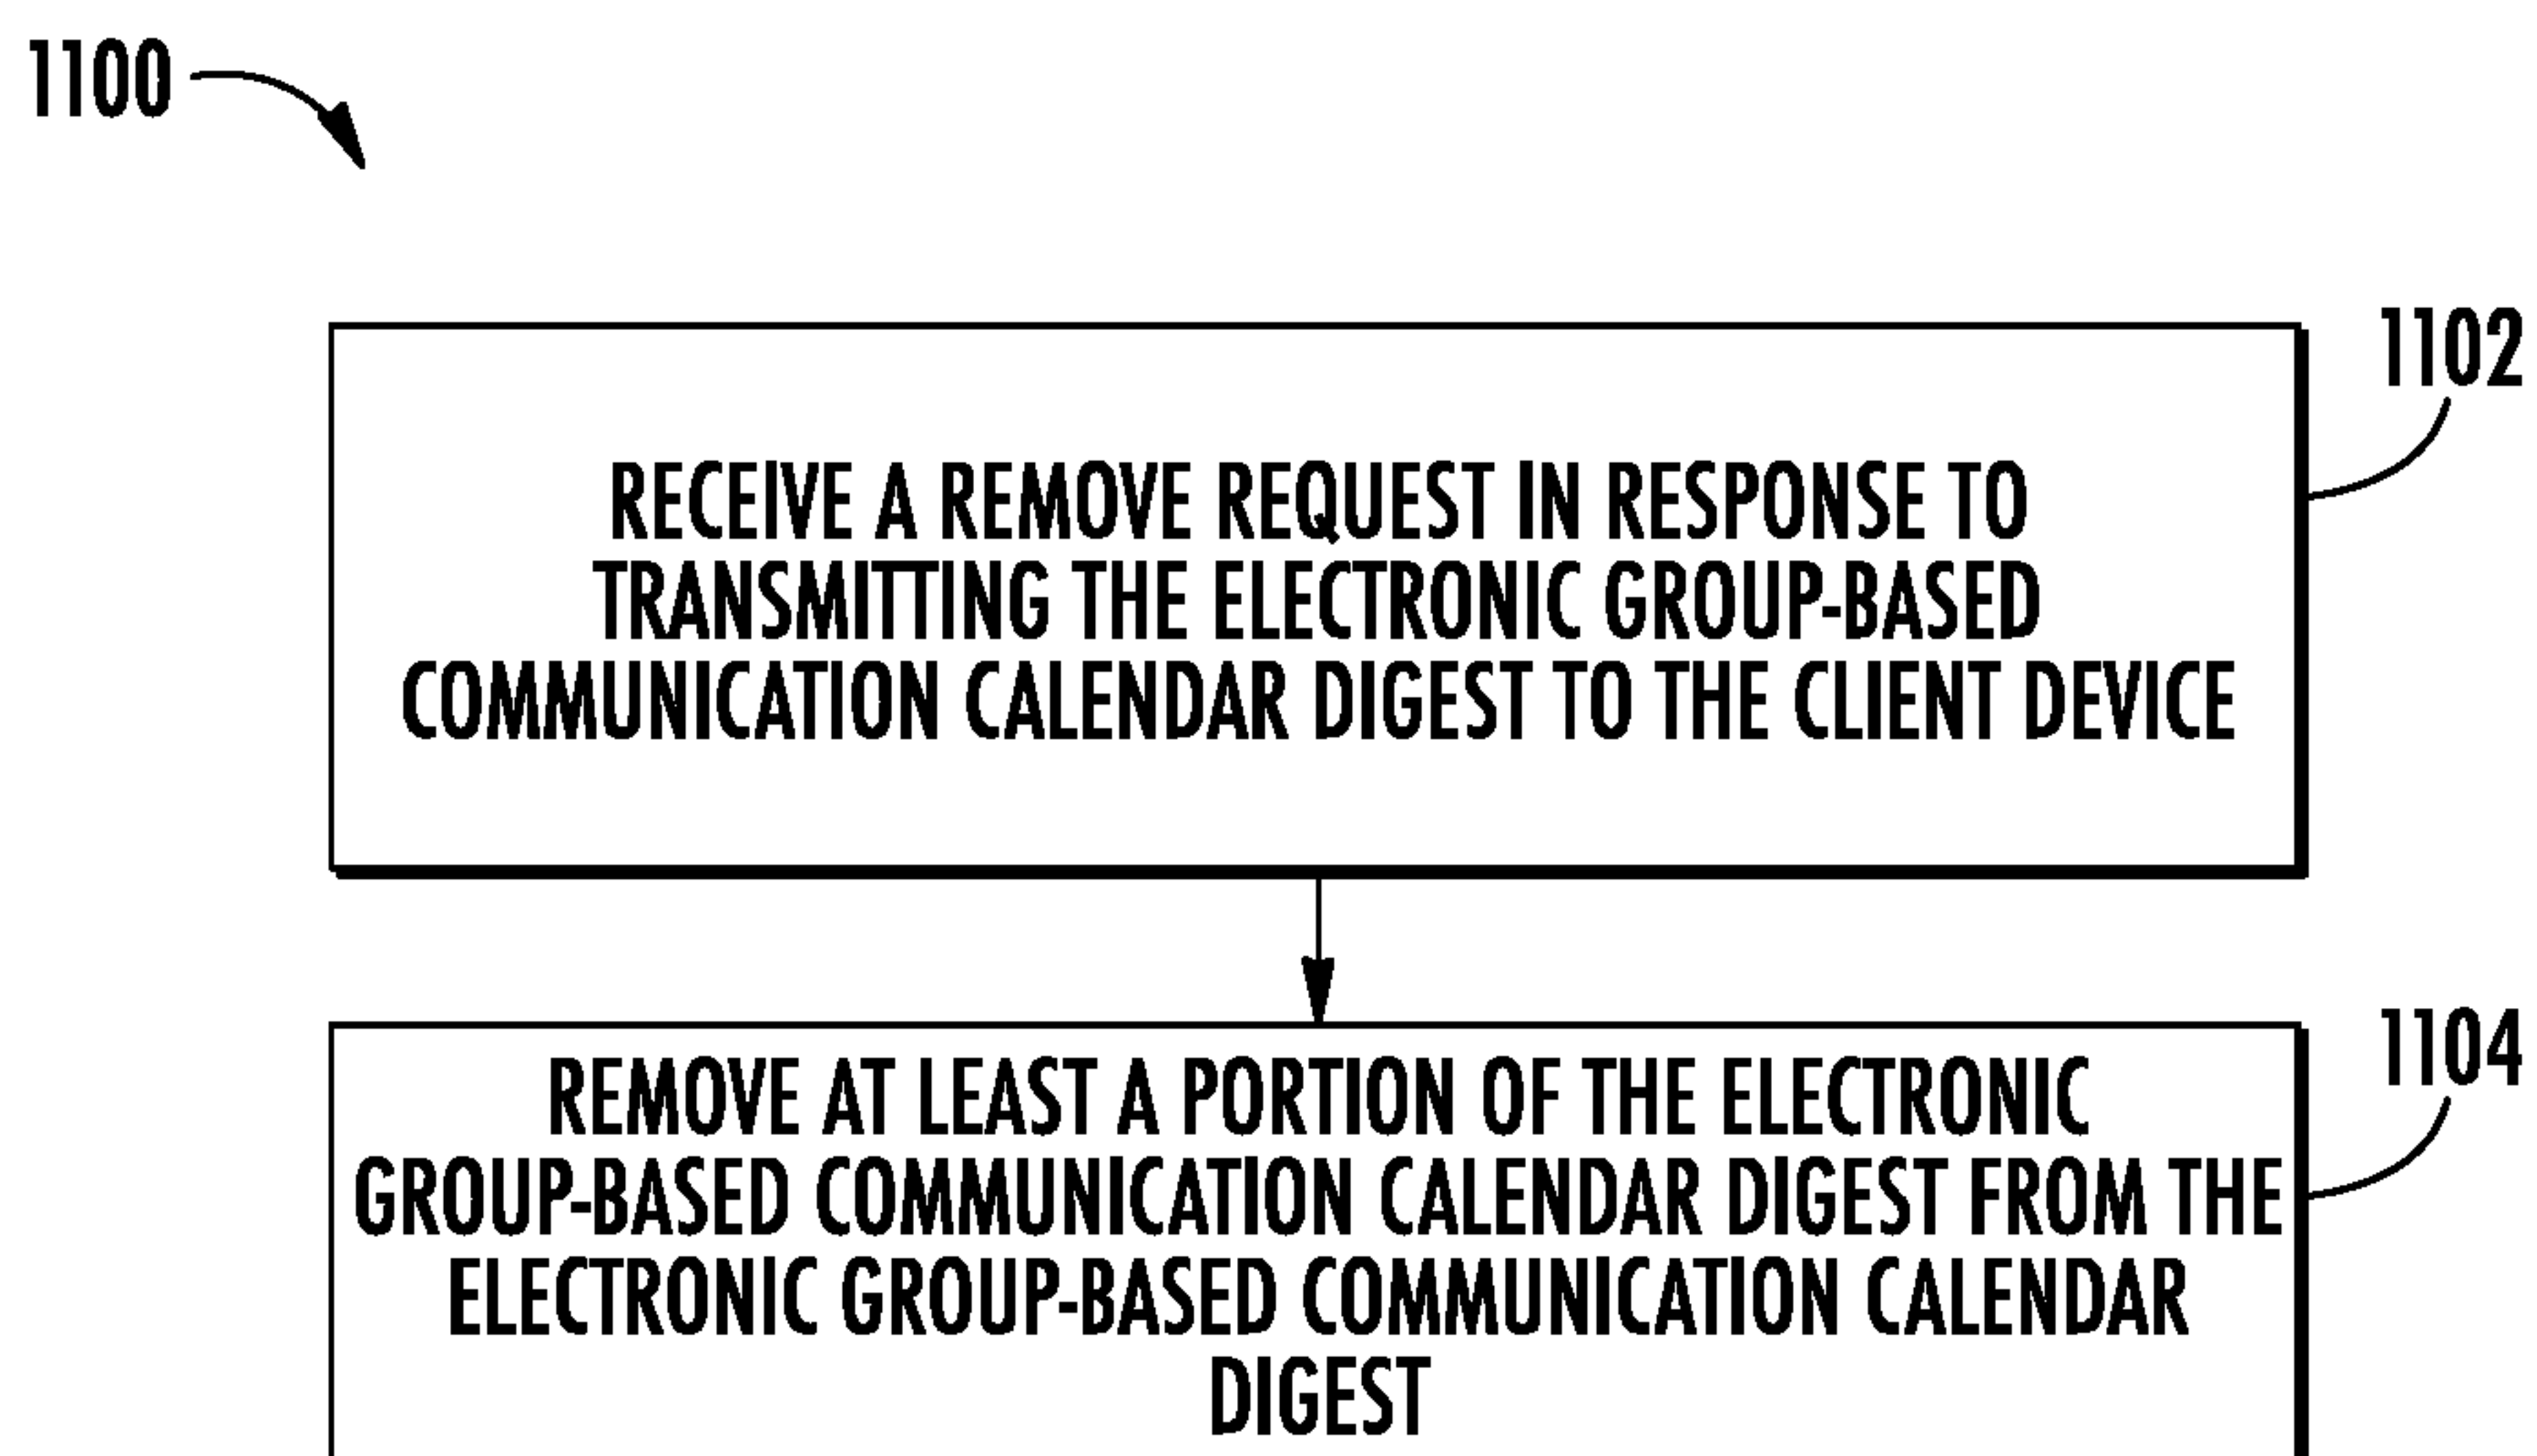 1100
1102
RECEIVE A REMOVE REQUEST IN RESPONSE TO
TRANSMITTING THE ELECTRONIC GROUP-BASED
COMMUNICATION CALENDAR DIGEST TO THE CLIENT DEVICE
1104
REMOVE AT LEAST A PORTION OF THE ELECTRONIC
GROUP-BASED COMMUNICATION CALENDAR DIGEST FROM THE
ELECTRONIC GROUP-BASED COMMUNICATION CALENDAR
DIGEST